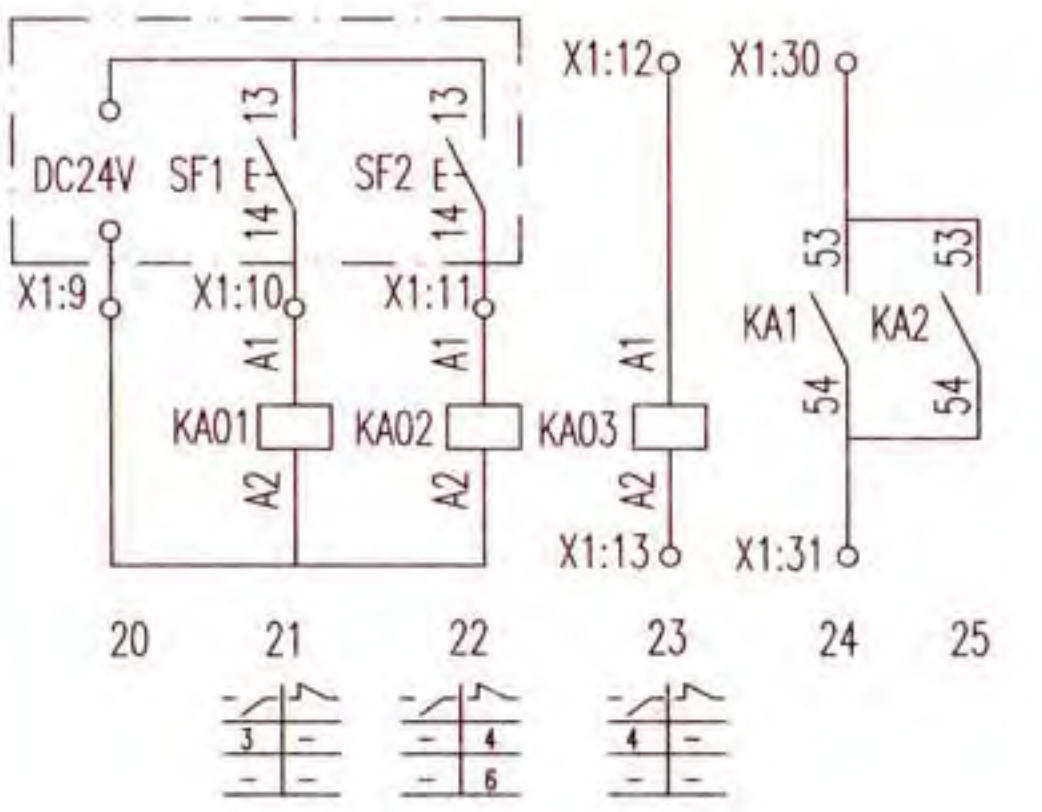 X1:12 X1:30
13 13
DC24V SF1 SF2
14 14
53 53
X1:9 X1:10 X1:11
KA1 KA2
A1 A1 A1
54 54
KA01 KA02 KA03
A2 A2 A2
X1:13 X1:31
20 21 22 23 24 25
3 - - 4 4 -
- - - 6 - -